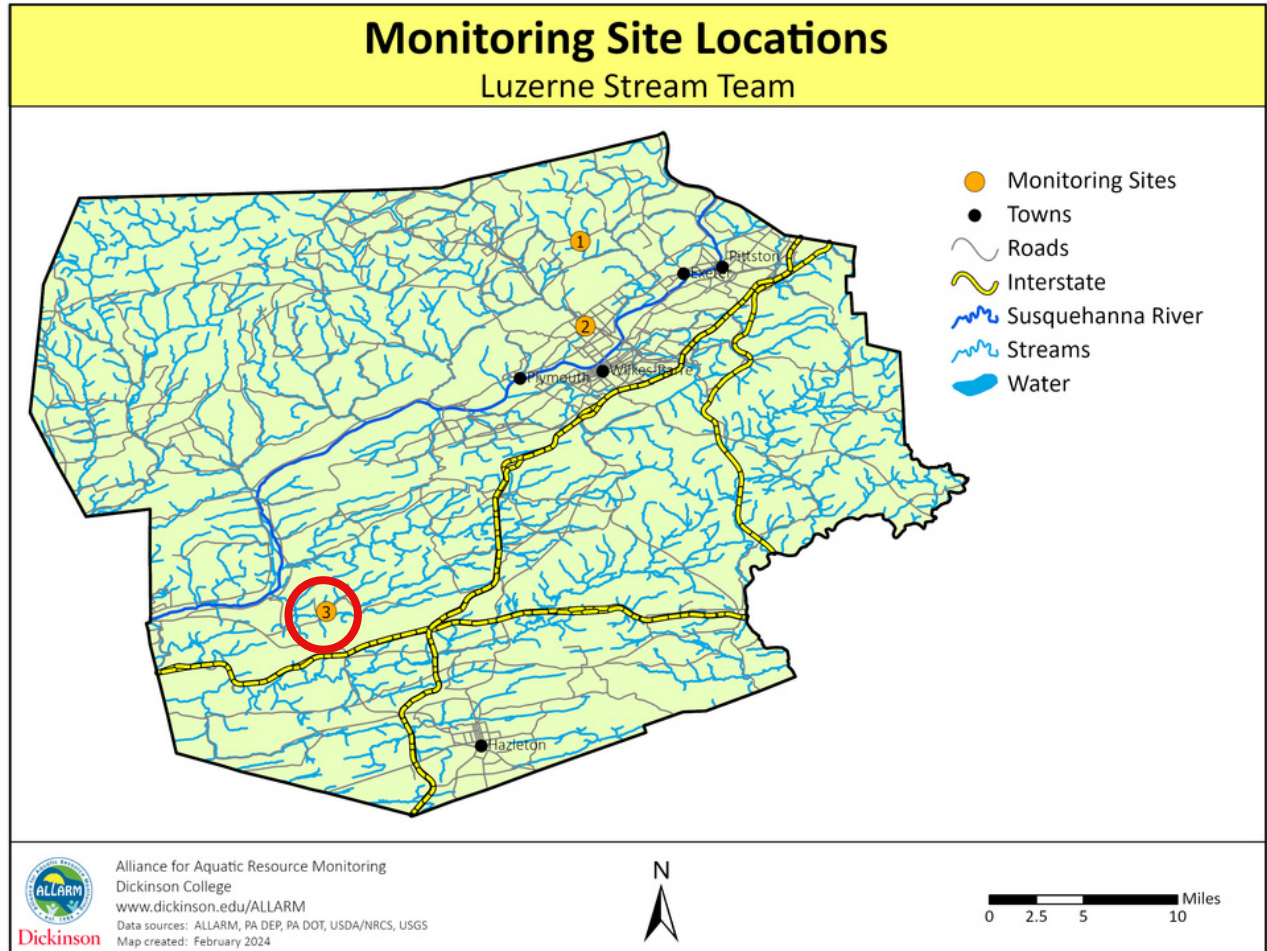 Monitoring Site Locations
Luzerne Stream Team
Monitoring Sites
Towns
Roads
Interstate
Susquehanna River
Streams
Water
1
Pittston
Exeter
2
Wilkes-Barre
Plymouth
3
Hazleton
ALLARM
est. 1986
Dickinson
Alliance for Aquatic Resource Monitoring
Dickinson College
www.dickinson.edu/ALLARM
Data sources: ALLARM, PA DEP, PA DOT, USDA/NRCS, USGS
Map created: February 2024
N
Miles
0 2.5 5 10